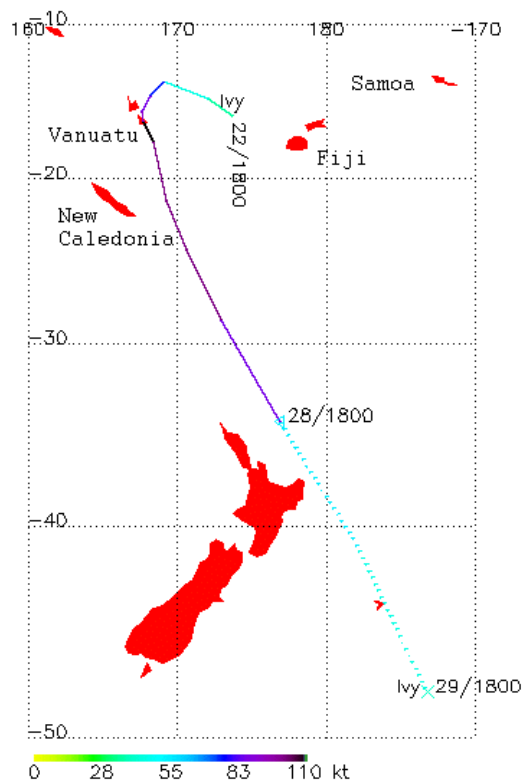 -10
160 170 180 -170
Samoa
Ivy
Vanuatu
22/1800
Fiji
-20
New
Caledonia
-30
28/1800
-40
Ivy 29/1800
-50
0 28 55 83 110 kt